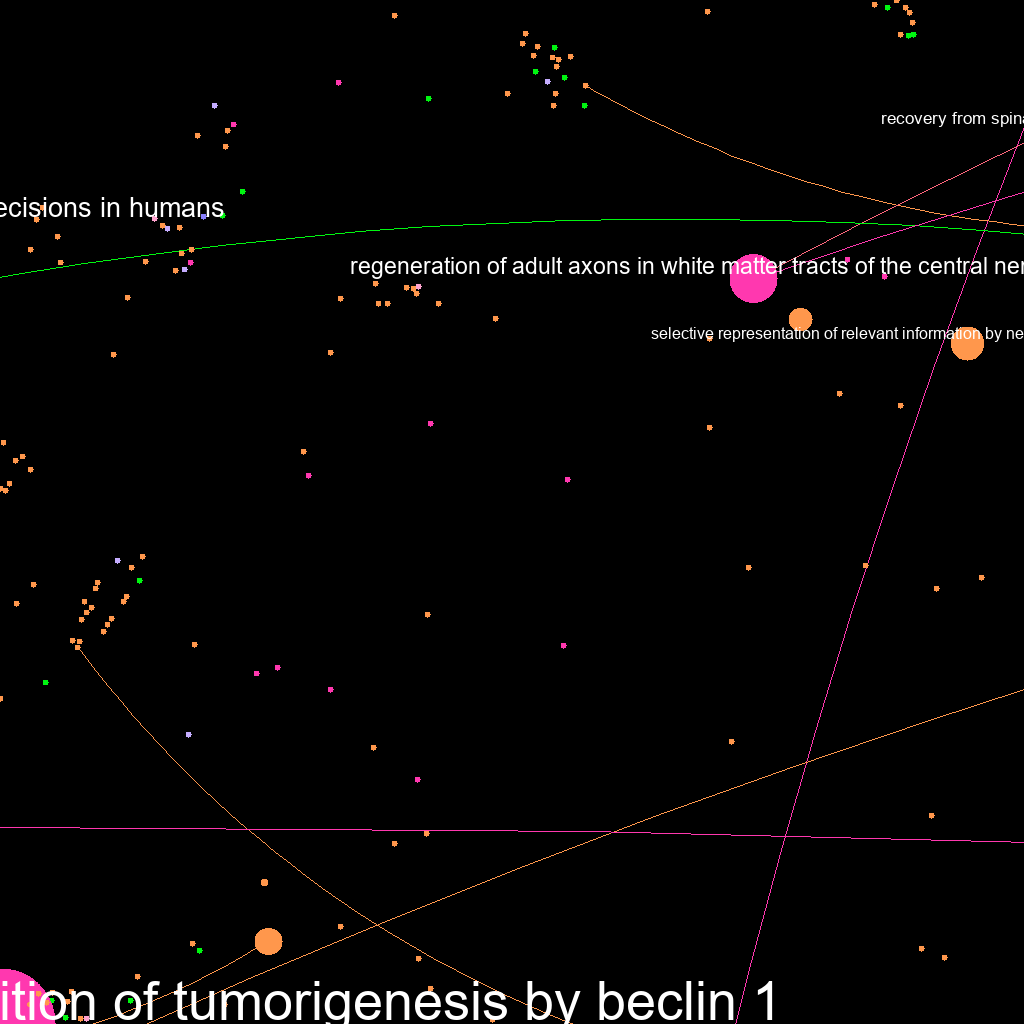 recovery from spina
ecisions in humans
regeneration of adult axons in white matter tracts of the central ner
selective representation of relevant information by ne
ition of tumorigenesis by beclin 1